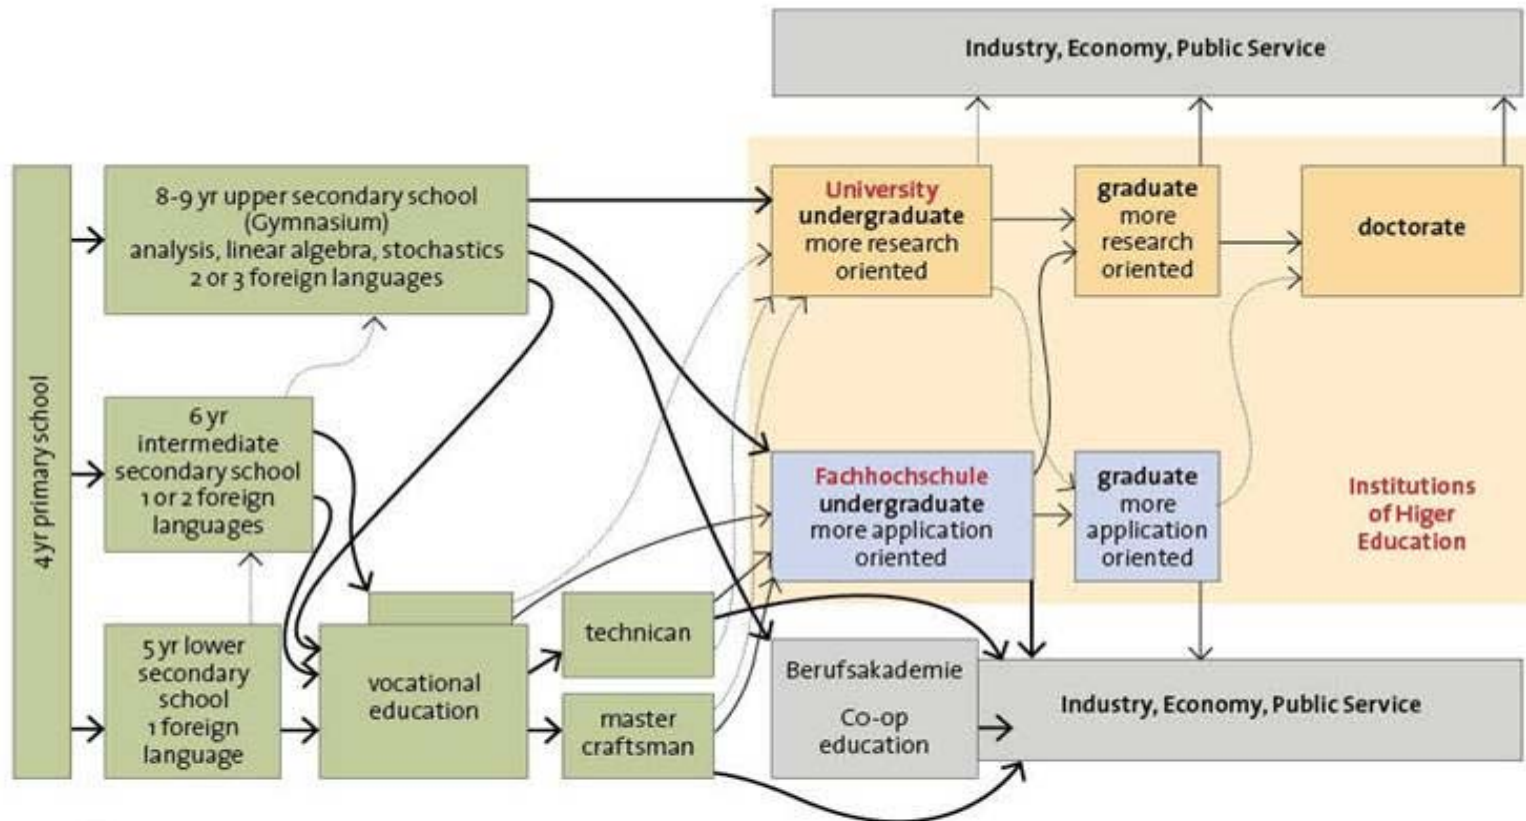 Industry, Economy, Public Service
4 yr primary school
8-9 yr upper secondary school
(Gymnasium)
analysis, linear algebra, stochastics
2 or 3 foreign languages
University
undergraduate
more research
oriented
graduate
more
research
oriented
doctorate
6 yr
intermediate
secondary school
1 or 2 foreign
languages
Fachhochschule
undergraduate
more application
oriented
graduate
more
application
oriented
Institutions
of Higer
Education
5 yr lower
secondary
school
1 foreign
language
vocational
education
technican
master
craftsman
Berufsakademie
Co-op
education
Industry, Economy, Public Service